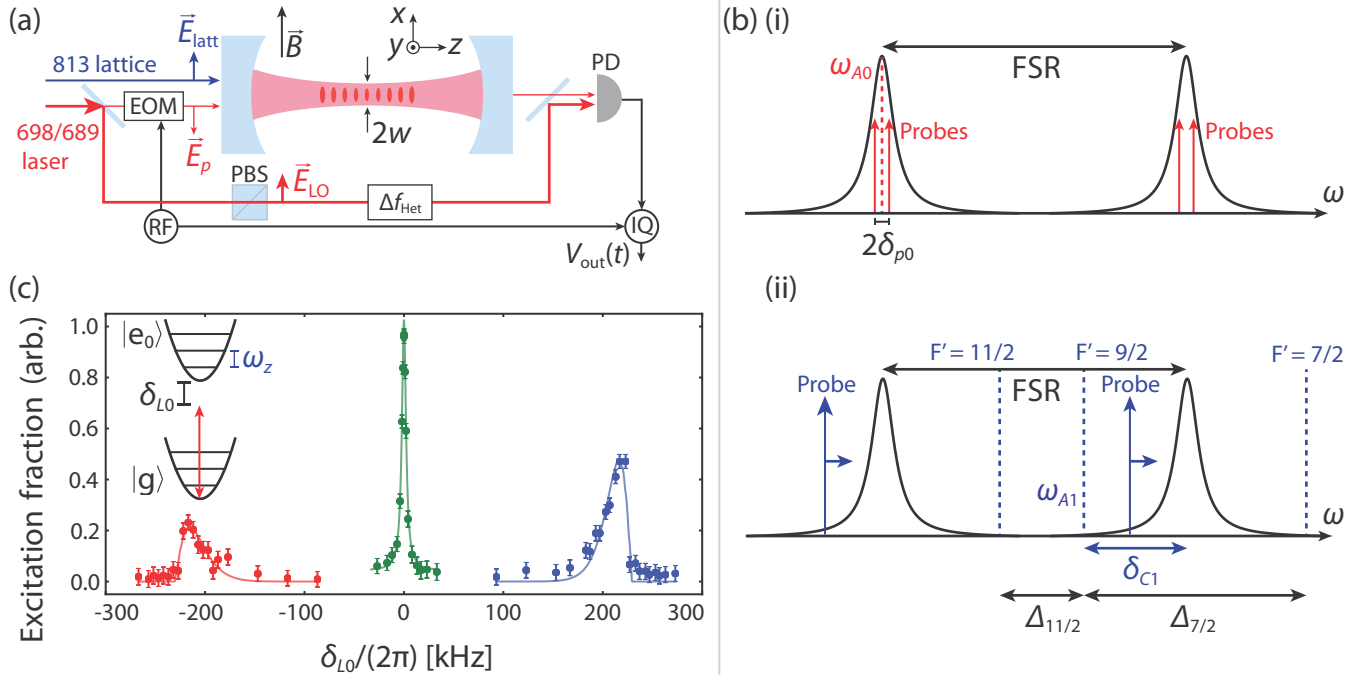 (a)
E⃗latt
813 lattice
EOM
698/689
laser
E⃗p
B⃗
x
y
z
2w
PD
PBS
E⃗LO
ΔfHet
RF
IQ
Vout(t)
(b) (i)
FSR
ωA0
Probes
Probes
ω
2δp0
(ii)
F' = 11/2
F' = 9/2
F' = 7/2
Probe
FSR
Probe
ωA1
ω
δC1
Δ11/2
Δ7/2
(c)
Excitation fraction (arb.)
1.0
0.8
0.6
0.4
0.2
0.0
|e0⟩
ωz
δL0
|g⟩
-300
-200
-100
0
100
200
300
δL0/(2π) [kHz]